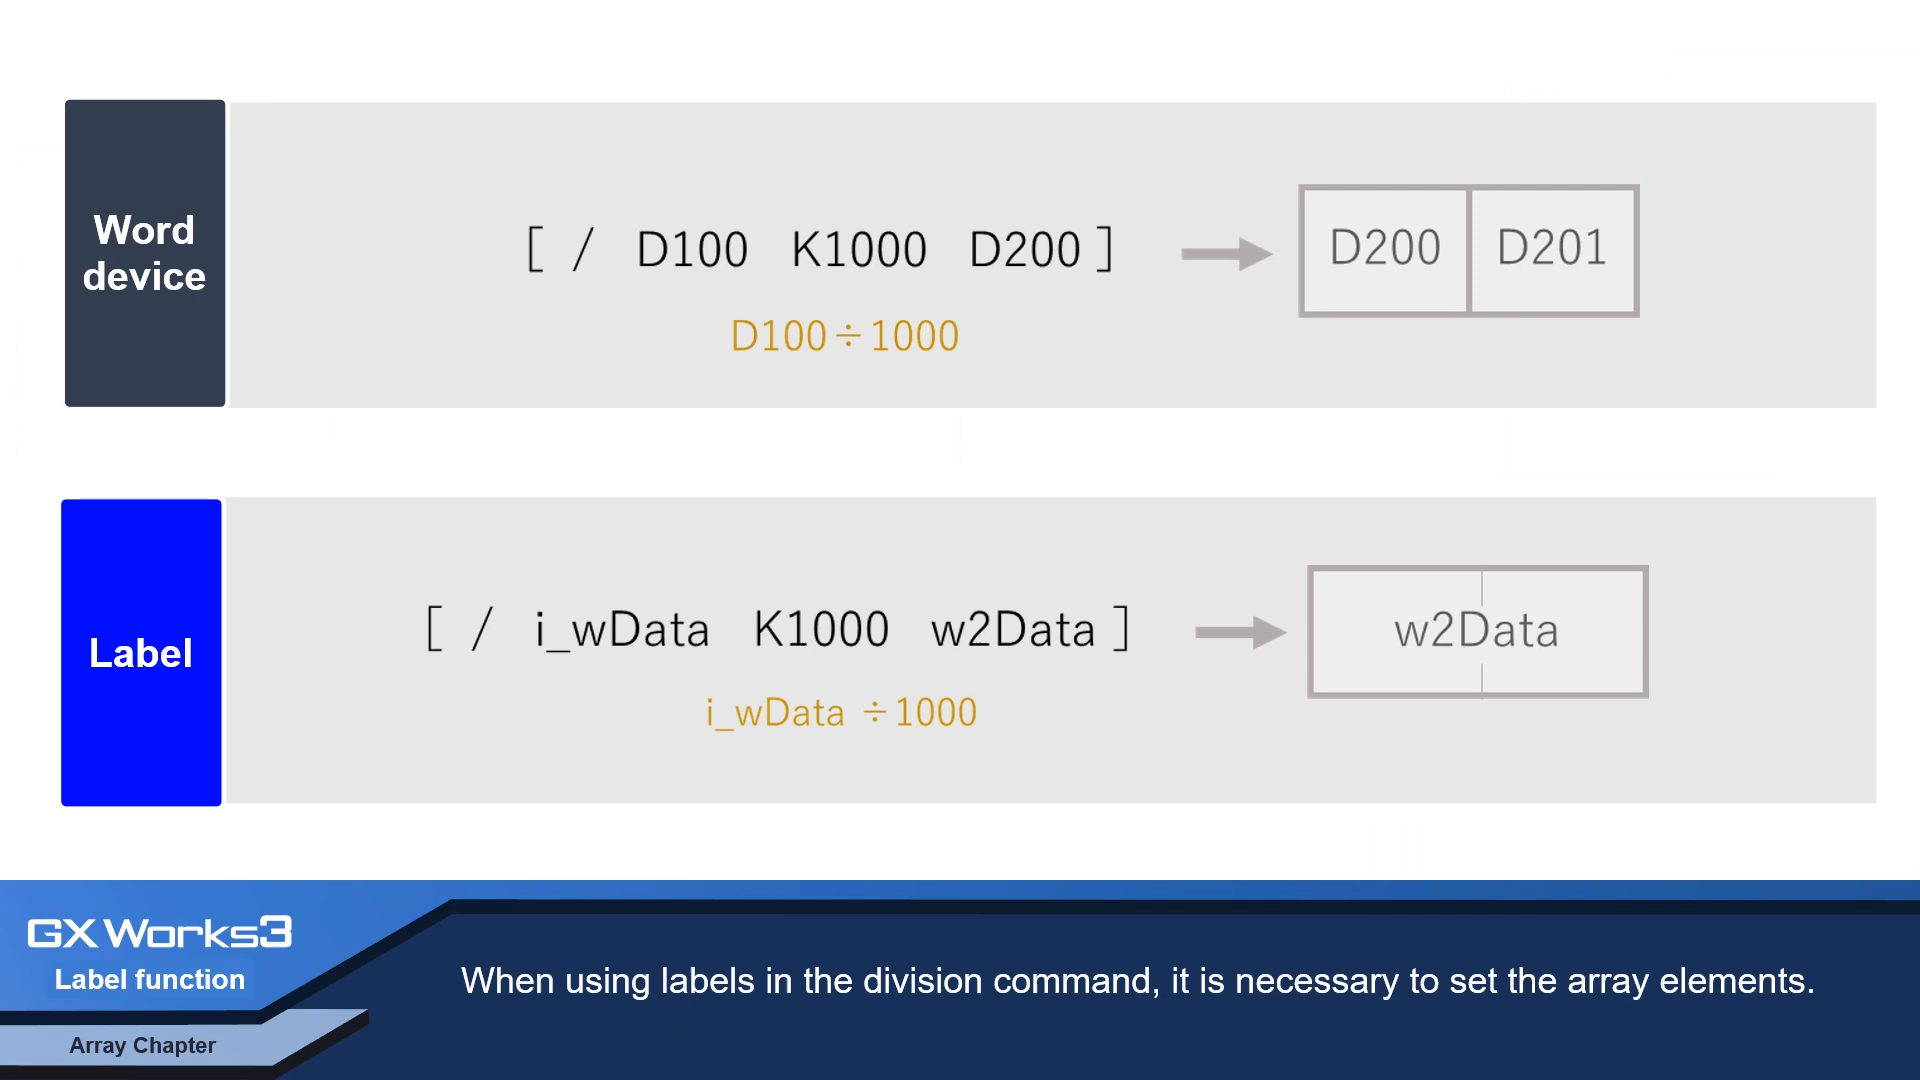 Word
device
[ / D100 K1000 D200 ]
D100÷1000
D200 D201
Label
[ / i_wData K1000 w2Data ]
i_wData ÷1000
w2Data
GX Works3
Label function
Array Chapter
When using labels in the division command, it is necessary to set the array elements.